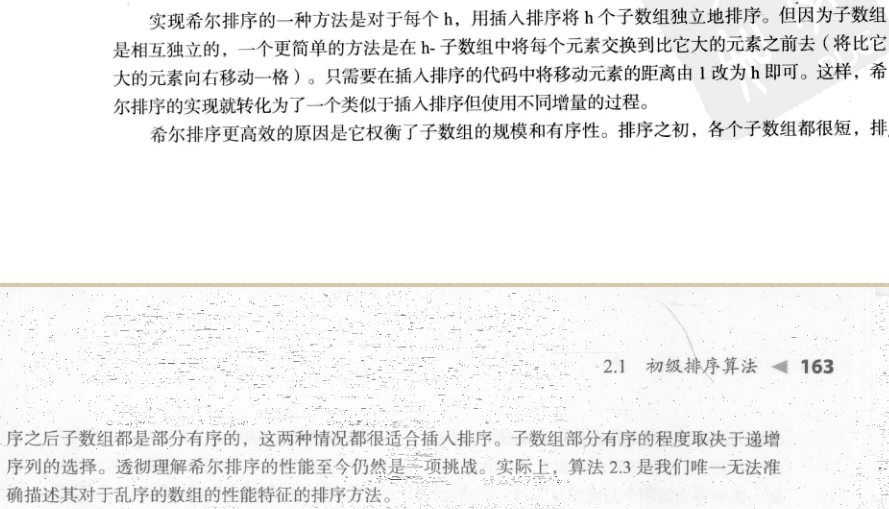 实现希尔排序的一种方法是对于每个 h，用插入排序将 h 个子数组独立地排序。但因为子数组
是相互独立的，一个更简单的方法是在 h- 子数组中将每个元素交换到比它大的元素之前去（将比它
大的元素向右移动一格）。只需要在插入排序的代码中将移动元素的距离由 1 改为 h 即可。这样，希
尔排序的实现就转化为了一个类似于插入排序但使用不同增量的过程。
希尔排序更高效的原因是它权衡了子数组的规模和有序性。排序之初，各个子数组都很短，排
2.1 初级排序算法 ◀ 163
序之后子数组都是部分有序的，这两种情况都很适合插入排序。子数组部分有序的程度取决于递增
序列的选择。透彻理解希尔排序的性能至今仍然是一项挑战。实际上，算法 2.3 是我们唯一无法准
确描述其对于乱序的数组的性能特征的排序方法。